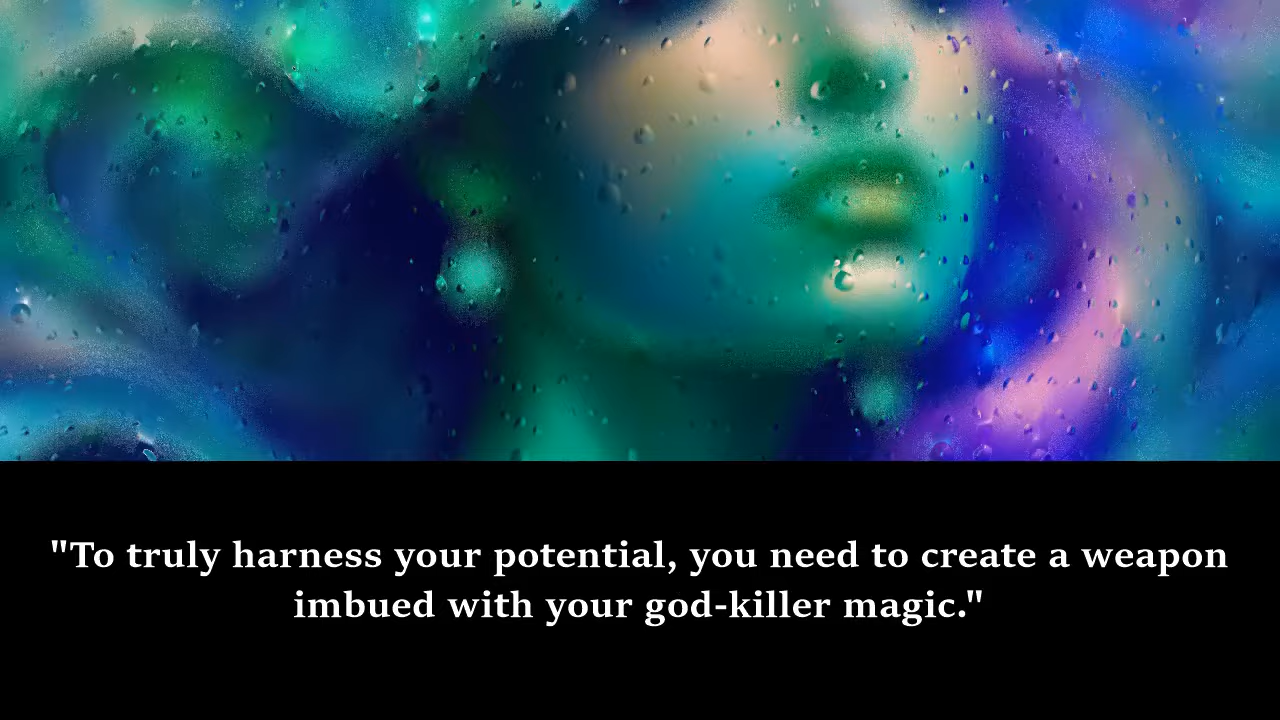 "To truly harness your potential, you need to create a weapon
imbued with your god-killer magic."